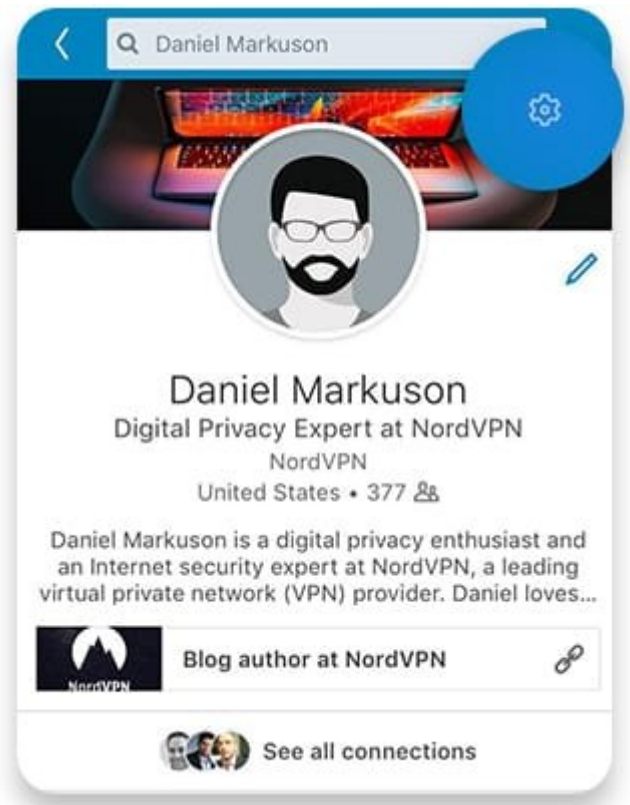 Daniel Markuson
Daniel Markuson
Digital Privacy Expert at NordVPN
NordVPN
United States • 377
Daniel Markuson is a digital privacy enthusiast and
an Internet security expert at NordVPN, a leading
virtual private network (VPN) provider. Daniel loves...
NordVPN
Blog author at NordVPN
See all connections